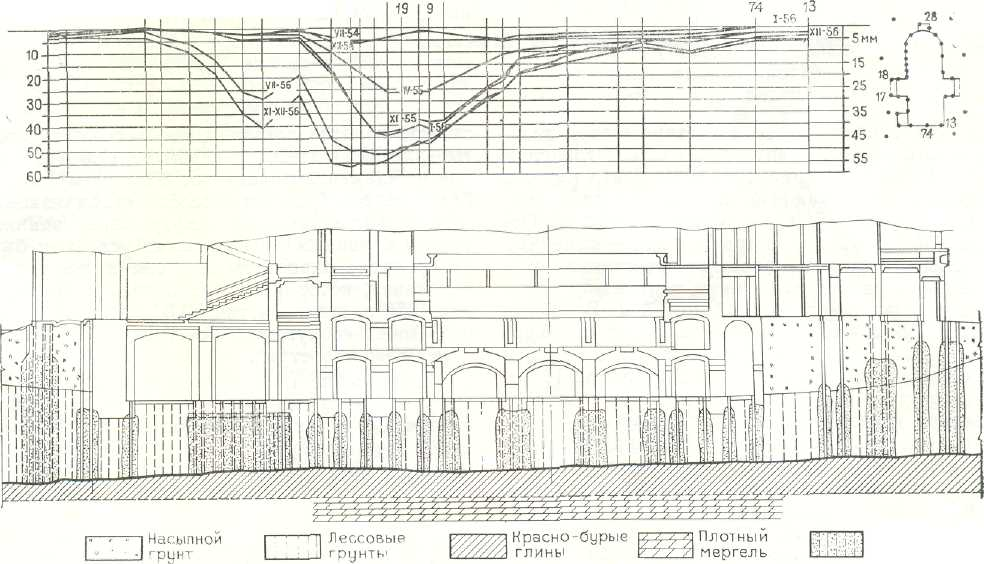 19 9
74
13
I-56
XII-56
28
5 мм
VII-54
10
15
20
VII-56
IV-55
18
25
30
17
XI-XII-56
35
40
XI-55
I-56
13
74
45
50
55
60
Насыпной
грунт
Лессовые
грунты
Красно-бурые
глины
Плотный
мергель